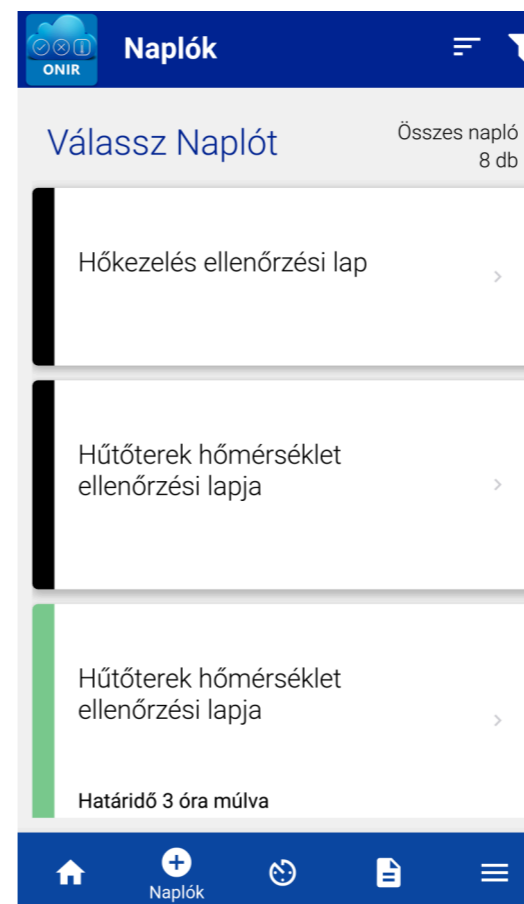 ONIR
Naplók
Válassz Naplót
Összes napló
8 db
Hőkezelés ellenőrzési lap
Hűtőterek hőmérséklet
ellenőrzési lapja
Hűtőterek hőmérséklet
ellenőrzési lapja
Határidő 3 óra múlva
Naplók